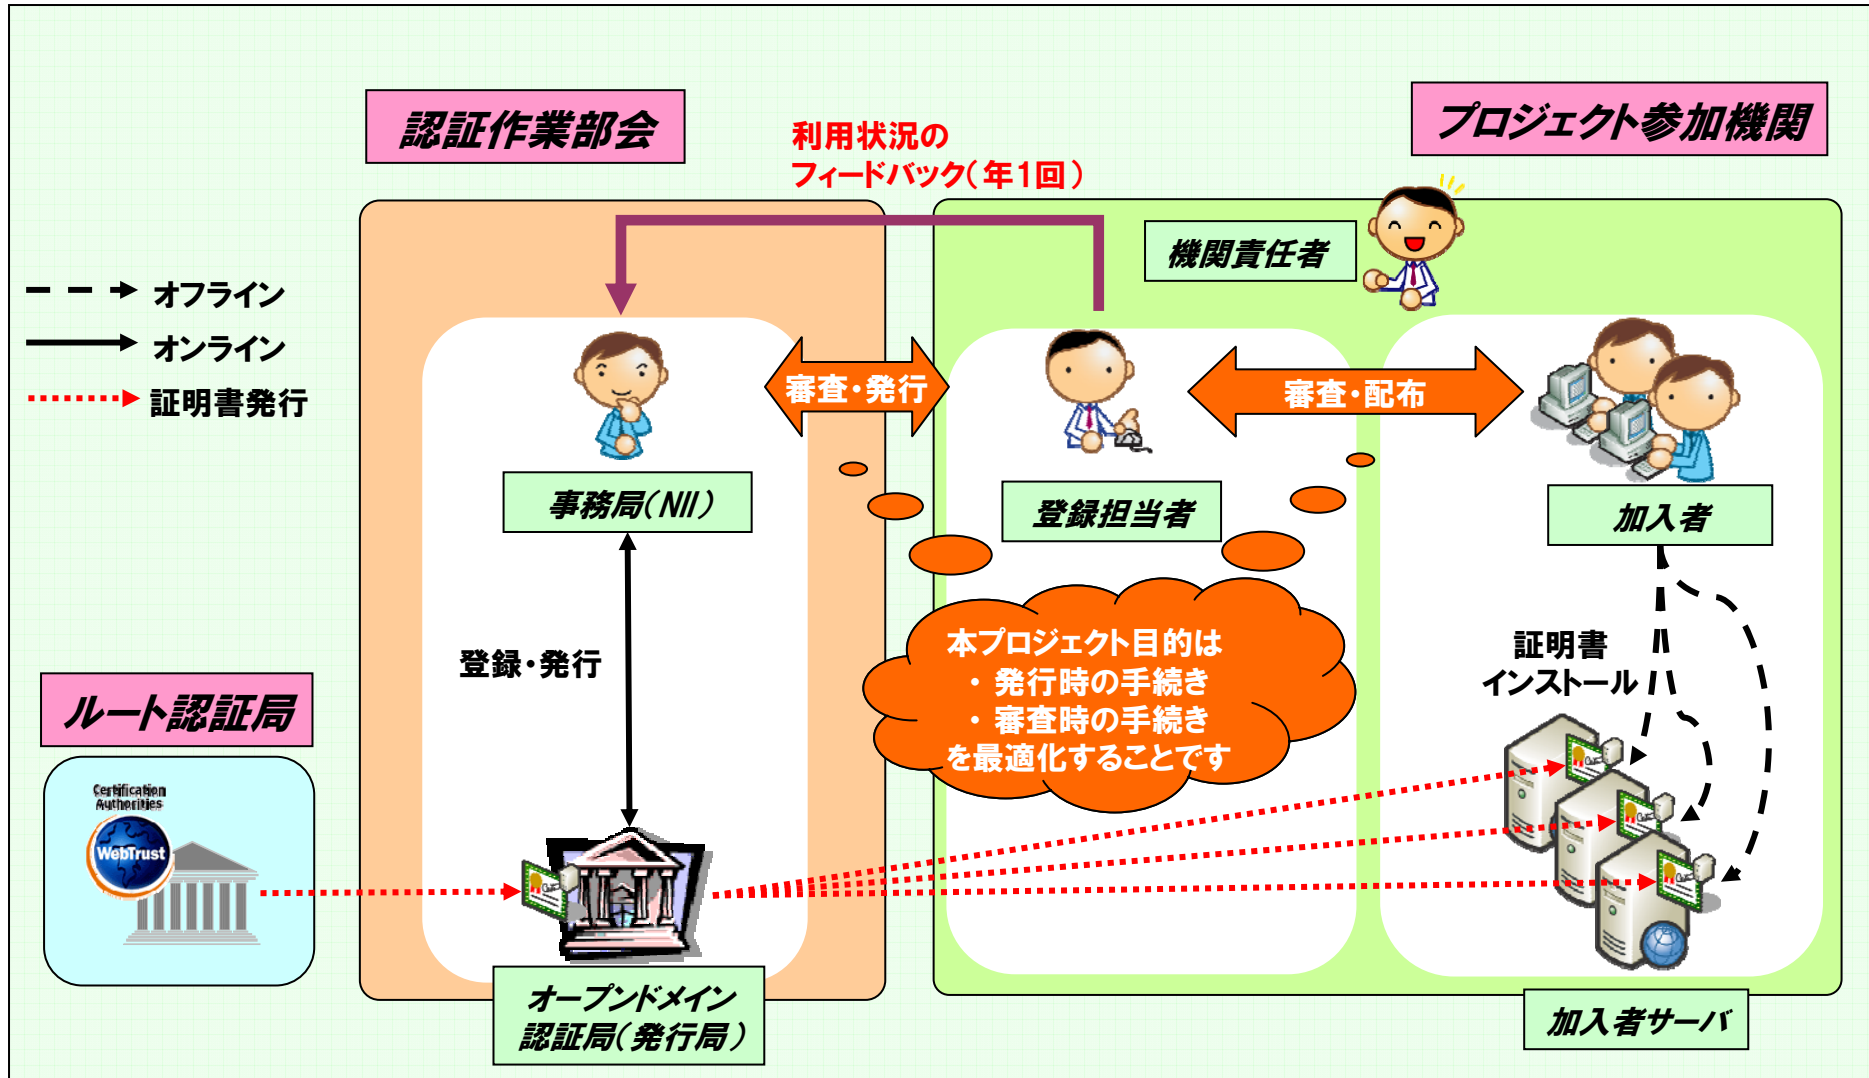 認証作業部会
プロジェクト参加機関
利用状況の
フィードバック(年1回)
機関責任者
オフライン
オンライン
証明書発行
審査・発行
審査・配布
事務局(NII)
登録担当者
加入者
本プロジェクト目的は
・ 発行時の手続き
・ 審査時の手続き
を最適化することです
登録・発行
証明書
インストール
ルート認証局
Certification
Authorities
WebTrust
オープンドメイン
認証局(発行局)
加入者サーバ